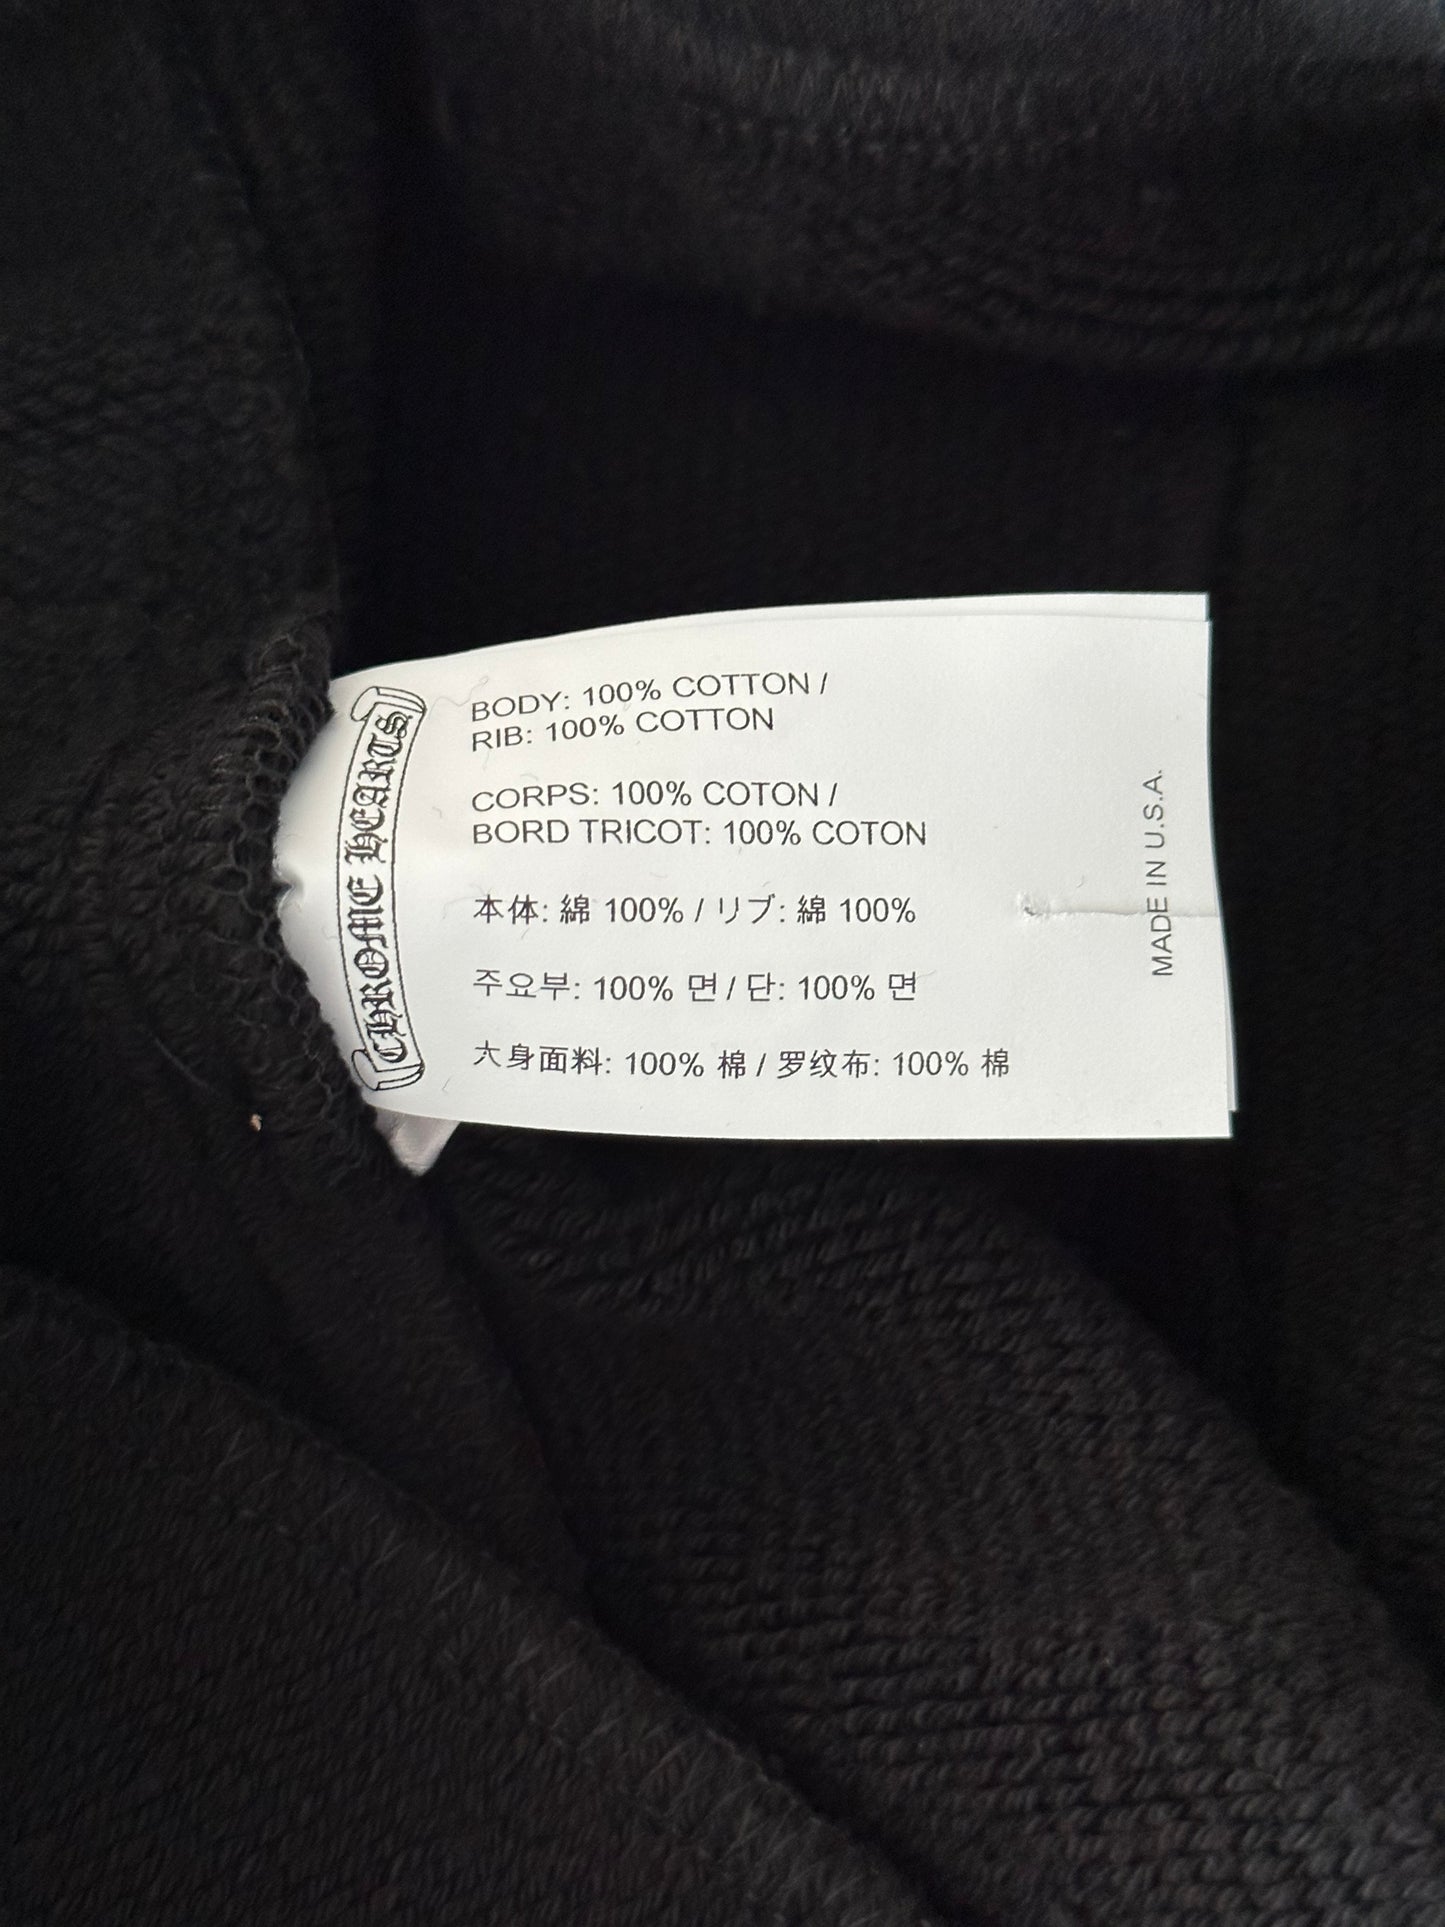 CHROME HEARTS
BODY: 100% COTTON /
RIB: 100% COTTON
CORPS: 100% COTON /
BORD TRICOT: 100% COTON
本体: 綿 100% / リブ: 綿 100%
주요부: 100% 면 / 단: 100% 면
大身面料: 100% 棉 / 罗纹布: 100% 棉
MADE IN U.S.A.